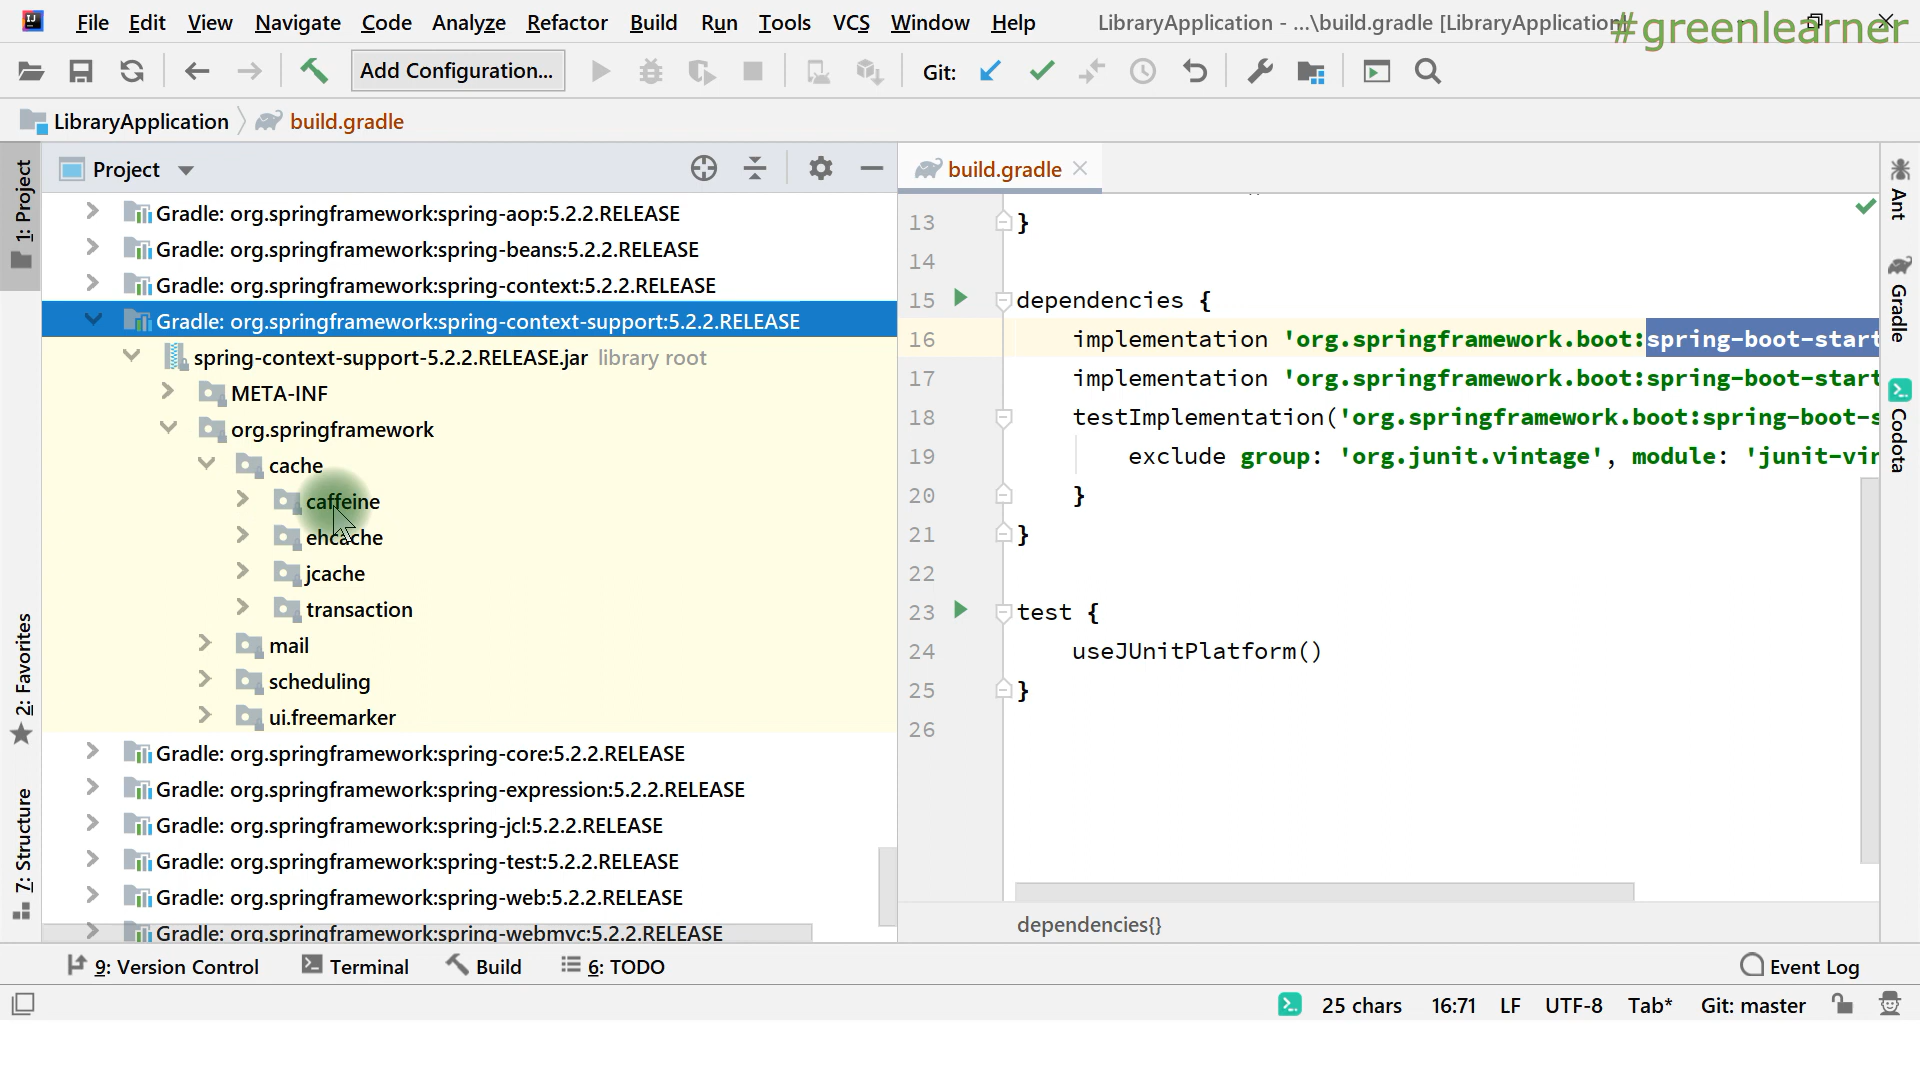 File Edit View Navigate Code Analyze Refactor Build Run Tools VCS Window Help LibraryApplication - ...\build.gradle [LibraryApplication]
#greenlearner
Add Configuration... Git:
LibraryApplication build.gradle
1: Project
2: Favorites
7: Structure
Project
Gradle: org.springframework:spring-aop:5.2.2.RELEASE
Gradle: org.springframework:spring-beans:5.2.2.RELEASE
Gradle: org.springframework:spring-context:5.2.2.RELEASE
Gradle: org.springframework:spring-context-support:5.2.2.RELEASE
spring-context-support-5.2.2.RELEASE.jar library root
META-INF
org.springframework
cache
caffeine
ehcache
jcache
transaction
mail
scheduling
ui.freemarker
Gradle: org.springframework:spring-core:5.2.2.RELEASE
Gradle: org.springframework:spring-expression:5.2.2.RELEASE
Gradle: org.springframework:spring-jcl:5.2.2.RELEASE
Gradle: org.springframework:spring-test:5.2.2.RELEASE
Gradle: org.springframework:spring-web:5.2.2.RELEASE
Gradle: org.springframework:spring-webmvc:5.2.2.RELEASE
build.gradle
13 }
14
15 dependencies {
16 implementation 'org.springframework.boot:spring-boot-start
17 implementation 'org.springframework.boot:spring-boot-start
18 testImplementation('org.springframework.boot:spring-boot-s
19 exclude group: 'org.junit.vintage', module: 'junit-vin
20 }
21 }
22
23 test {
24 useJUnitPlatform()
25 }
26
dependencies{}
Ant
Gradle
Codota
9: Version Control Terminal Build 6: TODO Event Log
25 chars 16:71 LF UTF-8 Tab* Git: master